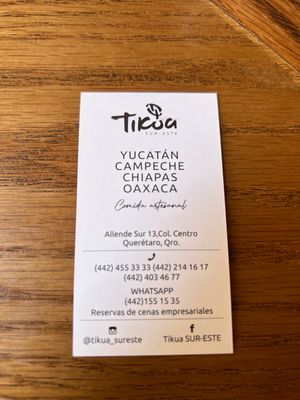 Tikua
SUR-ESTE
YUCATÁN
CAMPECHE
CHIAPAS
OAXACA
Comida artesanal
Allende Sur 13,Col. Centro
Querétaro, Qro.
(442) 455 33 33 (442) 214 16 17
(442) 403 46 77
WHATSAPP
(442)155 15 35
Reservas de cenas empresariales
@tikua_sureste
Tikua SUR-ESTE